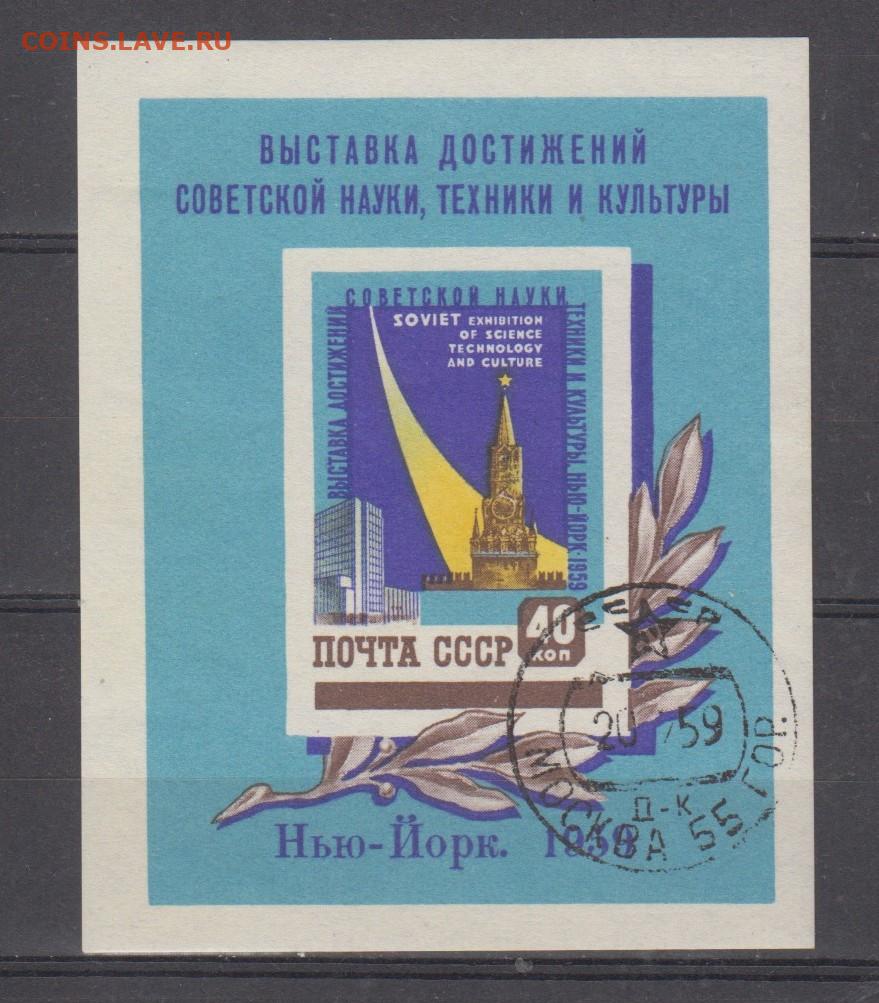 COINS.LAVE.RU
ВЫСТАВКА ДОСТИЖЕНИЙ
СОВЕТСКОЙ НАУКИ, ТЕХНИКИ И КУЛЬТУРЫ
ВЫСТАВКА ДОСТИЖЕНИЙ
СОВЕТСКОЙ НАУКИ,
ТЕХНИКИ И КУЛЬТУРЫ, НЬЮ-ЙОРК·1959
SOVIET EXHIBITION
OF SCIENCE
TECHNOLOGY
AND CULTURE
40
КОП
ПОЧТА СССР
20 59
Д-К
МОСКВА 55 ГОР.
Нью-Йорк. 1959